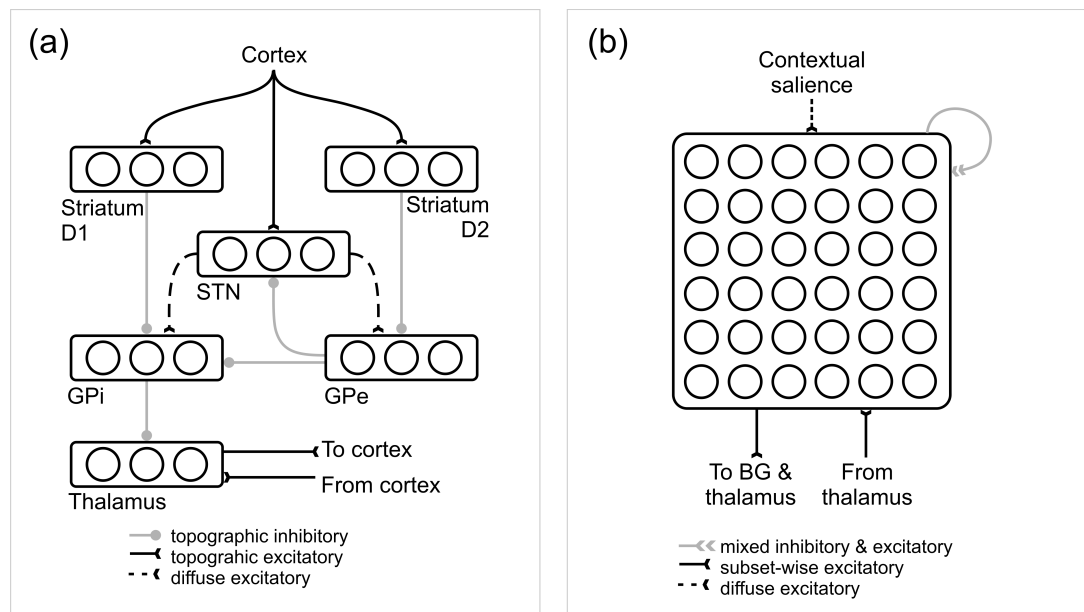 (a)
Cortex
Striatum
D1
Striatum
D2
STN
GPi
GPe
To cortex
From cortex
Thalamus
topographic inhibitory
topograhic excitatory
diffuse excitatory
(b)
Contextual
salience
To BG &
thalamus
From
thalamus
mixed inhibitory & excitatory
subset-wise excitatory
diffuse excitatory